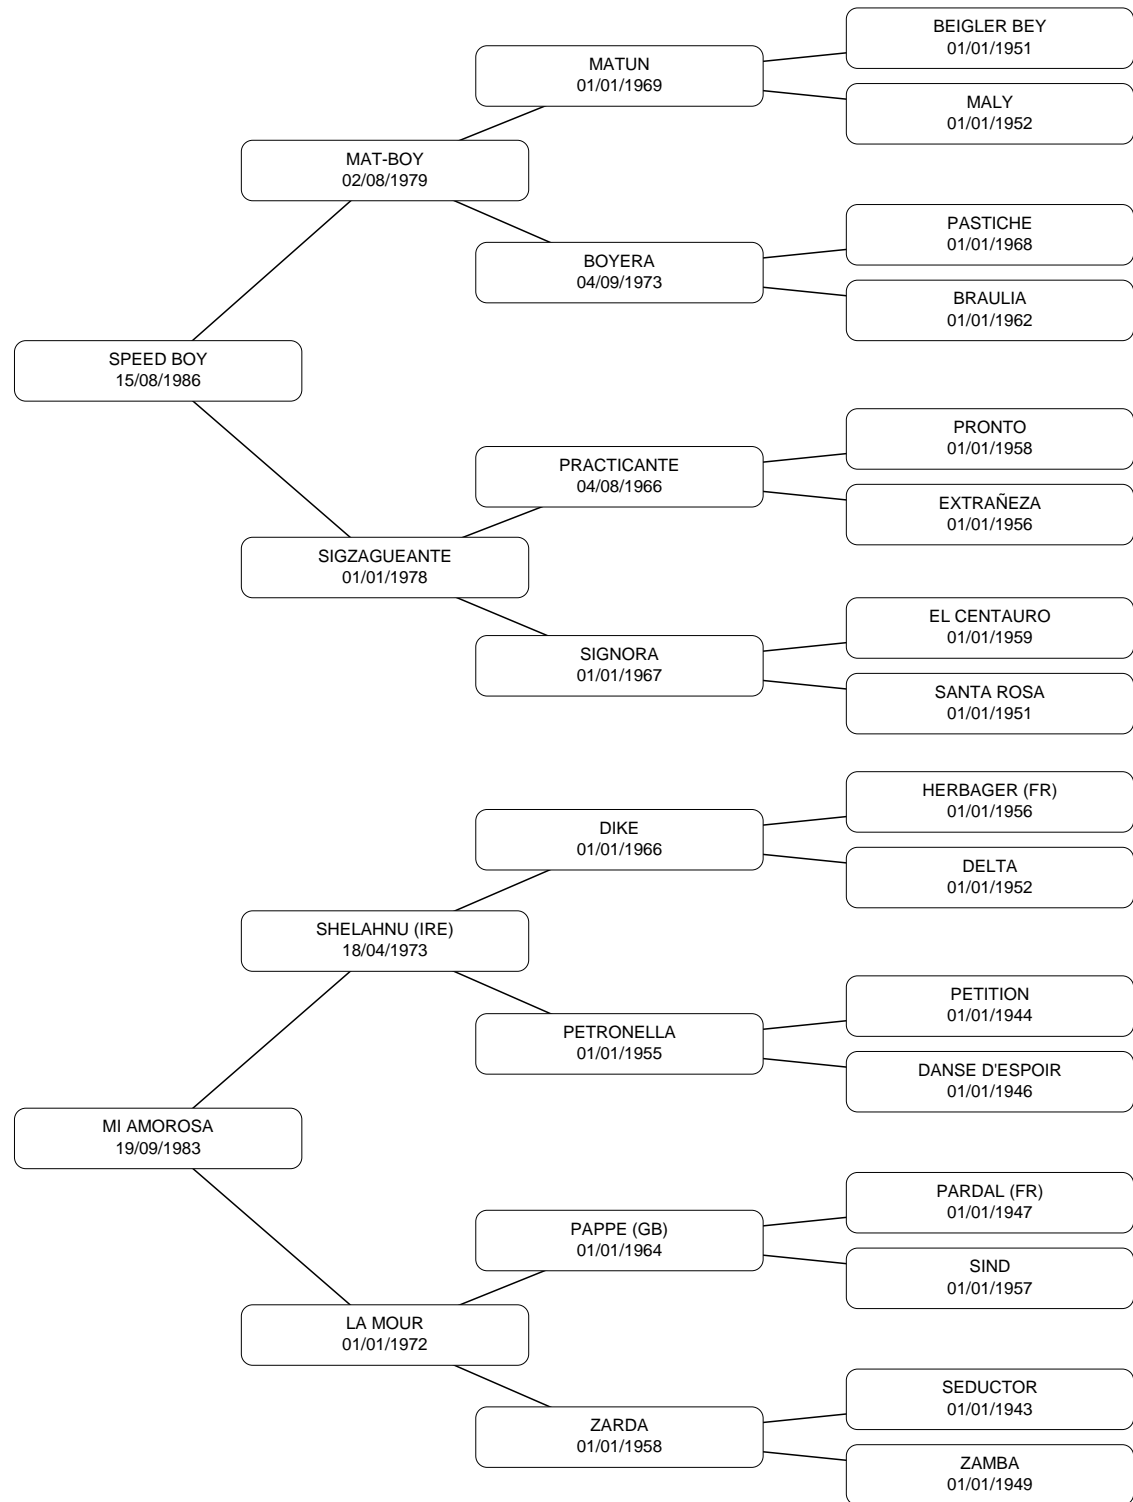 BEIGLER BEY
01/01/1951
MATUN
01/01/1969
MALY
01/01/1952
MAT-BOY
02/08/1979
PASTICHE
01/01/1968
BOYERA
04/09/1973
BRAULIA
01/01/1962
SPEED BOY
15/08/1986
PRONTO
01/01/1958
PRACTICANTE
04/08/1966
EXTRAÑEZA
01/01/1956
SIGZAGUEANTE
01/01/1978
EL CENTAURO
01/01/1959
SIGNORA
01/01/1967
SANTA ROSA
01/01/1951
HERBAGER (FR)
01/01/1956
DIKE
01/01/1966
DELTA
01/01/1952
SHELAHNU (IRE)
18/04/1973
PETITION
01/01/1944
PETRONELLA
01/01/1955
DANSE D'ESPOIR
01/01/1946
MI AMOROSA
19/09/1983
PARDAL (FR)
01/01/1947
PAPPE (GB)
01/01/1964
SIND
01/01/1957
LA MOUR
01/01/1972
SEDUCTOR
01/01/1943
ZARDA
01/01/1958
ZAMBA
01/01/1949